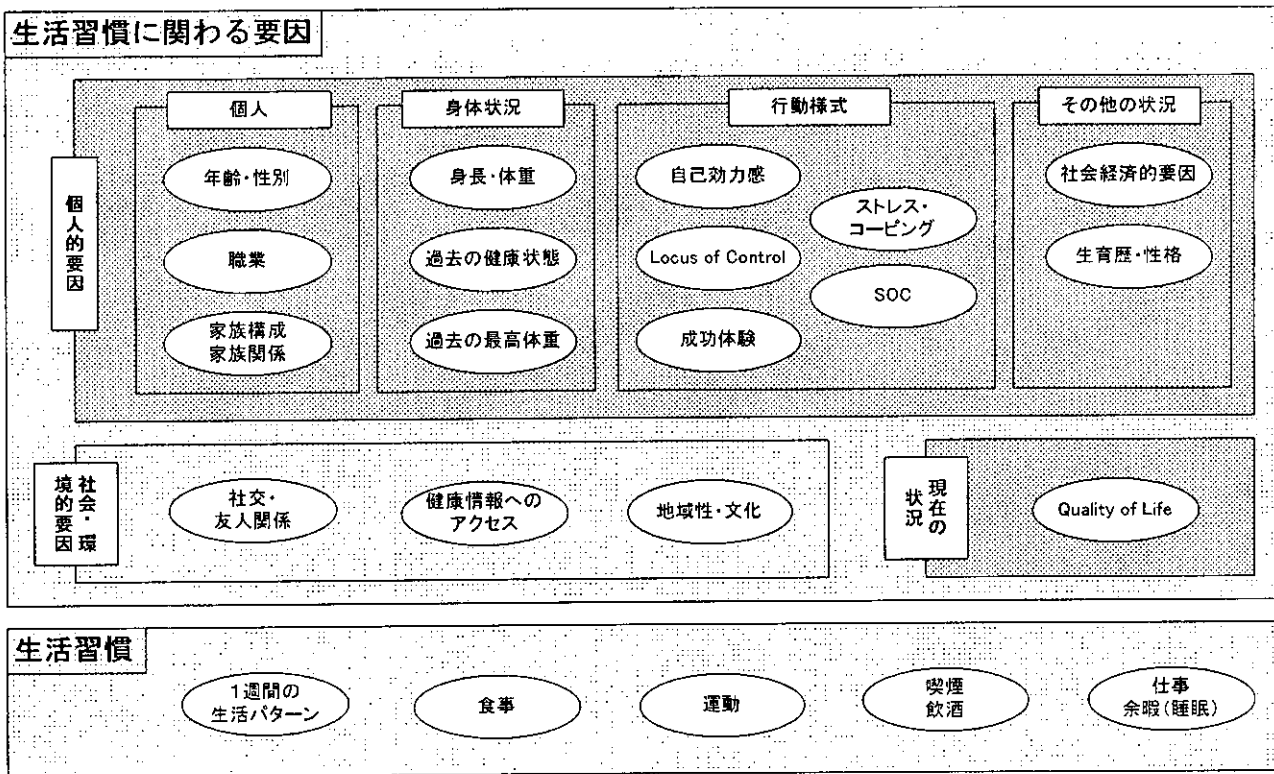 生活習慣に関わる要因
個人的要因
個人
年齢・性別
職業
家族構成
家族関係
身体状況
身長・体重
過去の健康状態
過去の最高体重
行動様式
自己効力感
Locus of Control
成功体験
ストレス・
コーピング
SOC
その他の状況
社会経済的要因
生育歴・性格
社会・環
境的要因
社交・
友人関係
健康情報への
アクセス
地域性・文化
現在の
状況
Quality of Life
生活習慣
1週間の
生活パターン
食事
運動
喫煙
飲酒
仕事
余暇(睡眠)